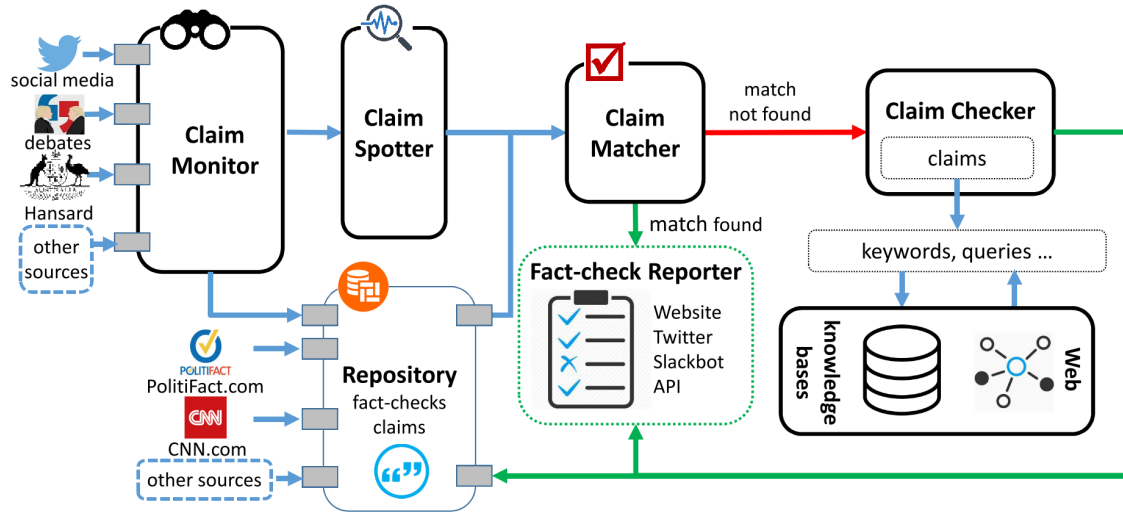 social media
debates
AUSTRALIA
Hansard
other
sources
Claim
Monitor
Claim
Spotter
Claim
Matcher
match
not found
Claim Checker
claims
match found
keywords, queries ...
Fact-check Reporter
Website
Twitter
Slackbot
API
knowledge
bases
Web
POLITIFACT
PolitiFact.com
CNN
CNN.com
other sources
Repository
fact-checks
claims
“ ”